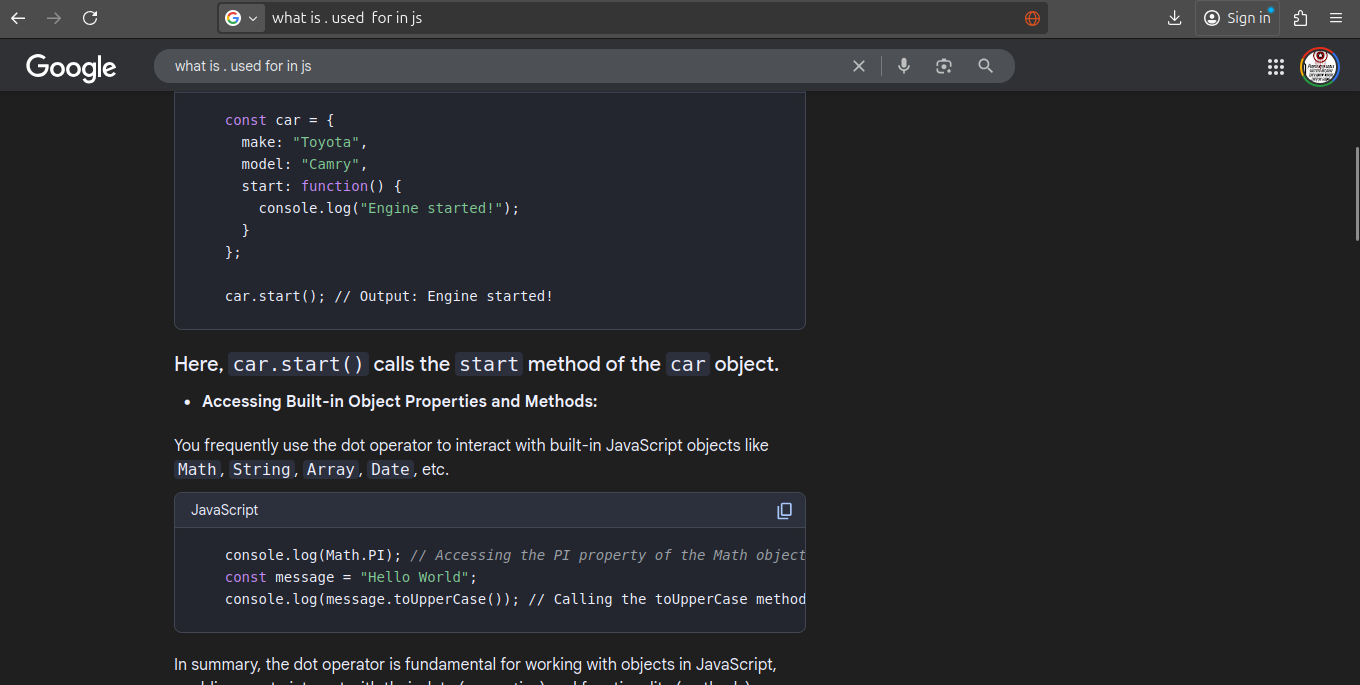 what is . used  for in js
Sign in
Google
what is . used for in js
const car = {
  make: "Toyota",
  model: "Camry",
  start: function() {
    console.log("Engine started!");
  }
};
car.start(); // Output: Engine started!
Here, car.start() calls the start method of the car object.
• Accessing Built-in Object Properties and Methods:
You frequently use the dot operator to interact with built-in JavaScript objects like
Math, String, Array, Date, etc.
JavaScript
console.log(Math.PI); // Accessing the PI property of the Math object
const message = "Hello World";
console.log(message.toUpperCase()); // Calling the toUpperCase method
In summary, the dot operator is fundamental for working with objects in JavaScript,